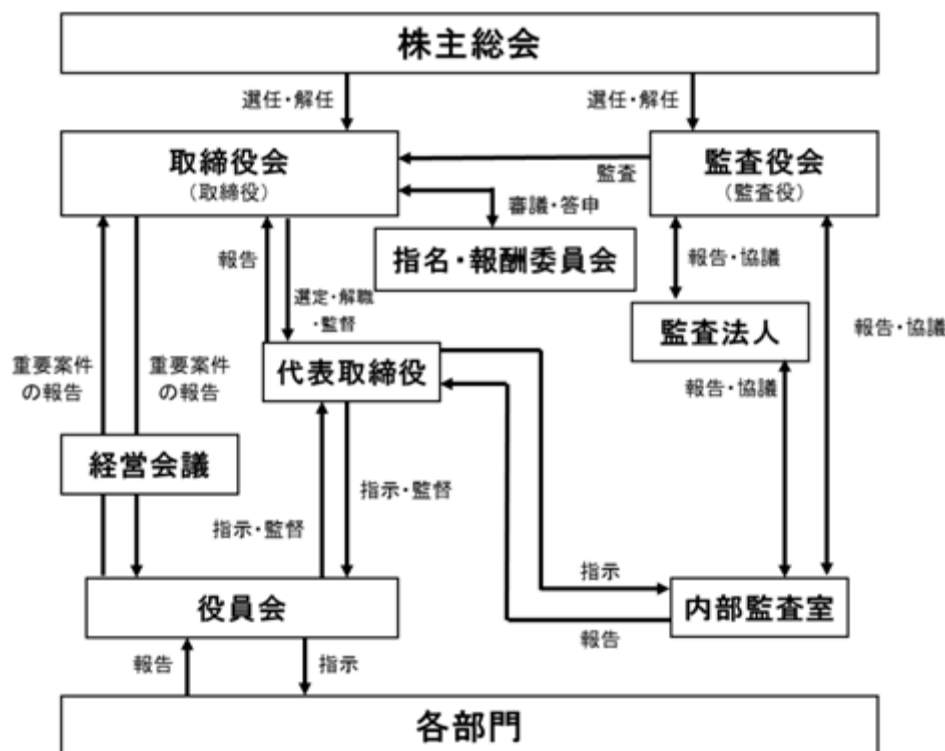 株主総会
選任・解任
選任・解任
取締役会
(取締役)
監査
監査役会
(監査役)
審議・答申
指名・報酬委員会
報告
選定・解職
・監督
報告・協議
監査法人
報告・協議
重要案件
の報告
重要案件
の報告
代表取締役
報告・協議
経営会議
指示・監督
指示・監督
指示
役員会
内部監査室
報告
報告
指示
各部門